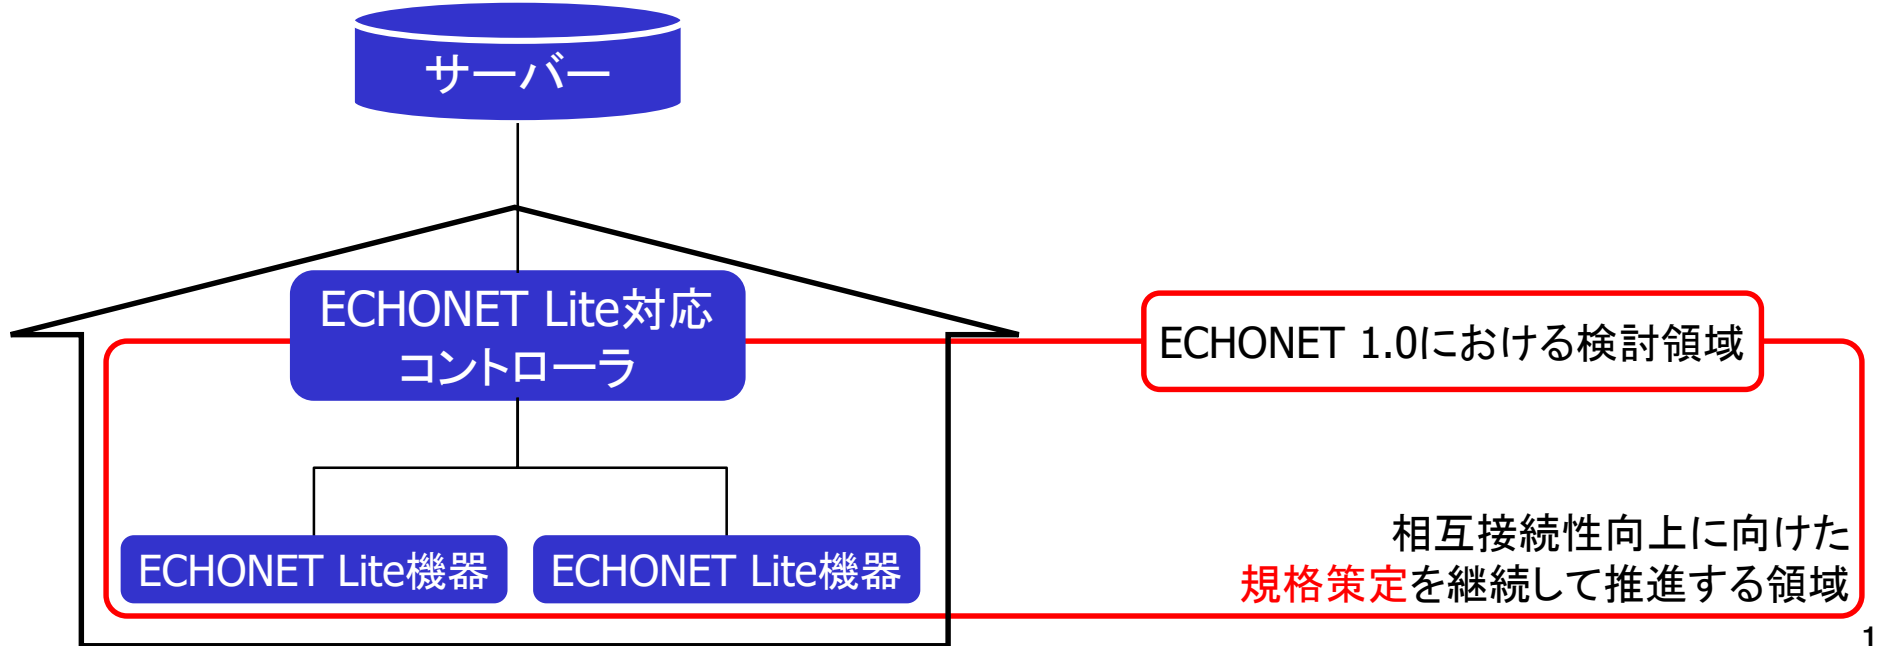 サーバー
ECHONET Lite対応
コントローラ
ECHONET 1.0における検討領域
ECHONET Lite機器
ECHONET Lite機器
相互接続性向上に向けた
規格策定を継続して推進する領域
1